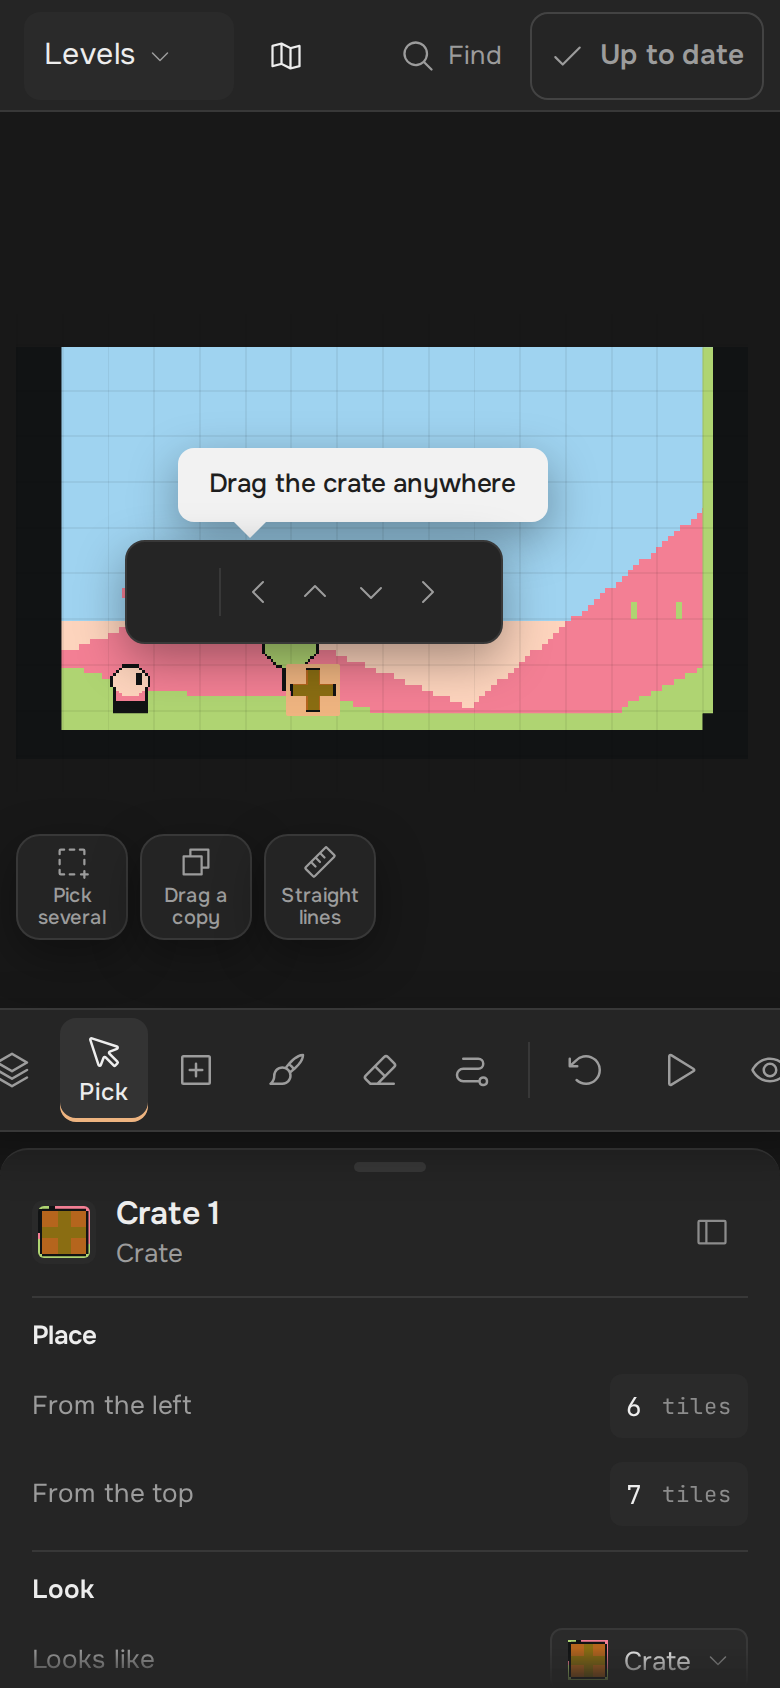 Levels
Find
Up to date
Drag the crate anywhere
Pick
several
Drag a
copy
Straight
lines
Pick
Crate 1
Crate
Place
From the left
6 tiles
From the top
7 tiles
Look
Looks like
Crate